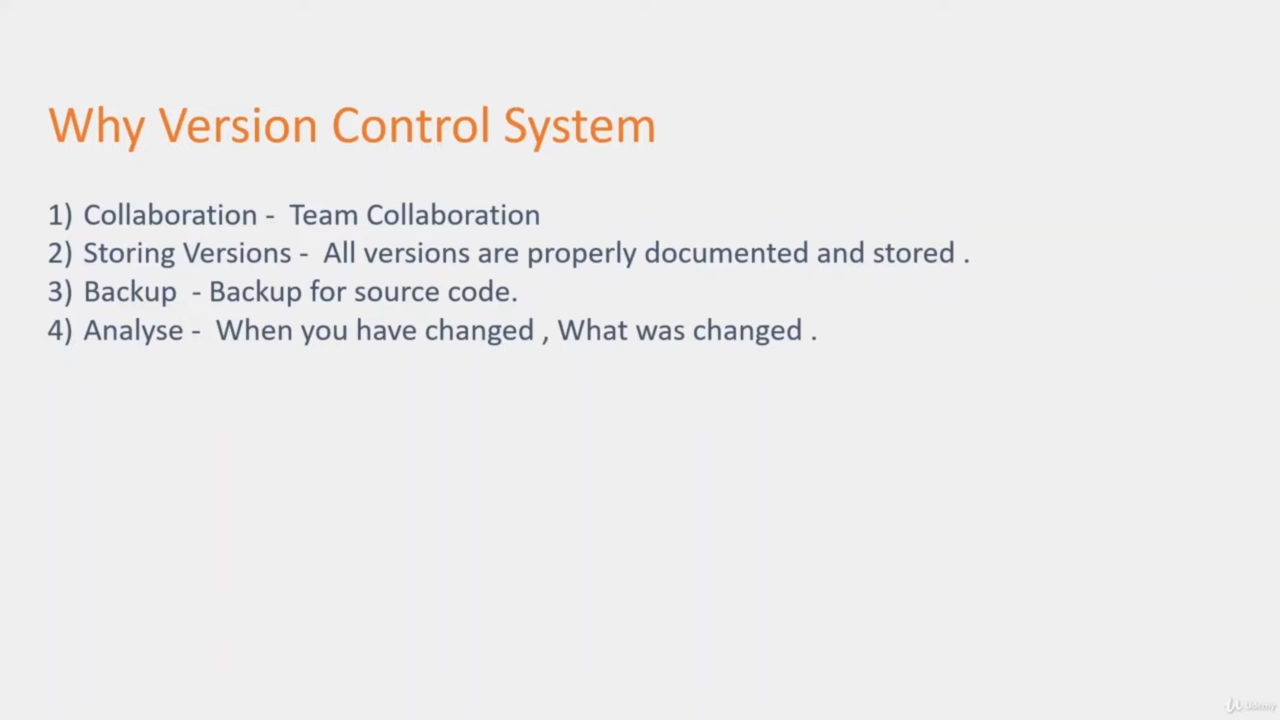 Why Version Control System
1) Collaboration - Team Collaboration
2) Storing Versions - All versions are properly documented and stored .
3) Backup - Backup for source code.
4) Analyse - When you have changed , What was changed .
Udemy